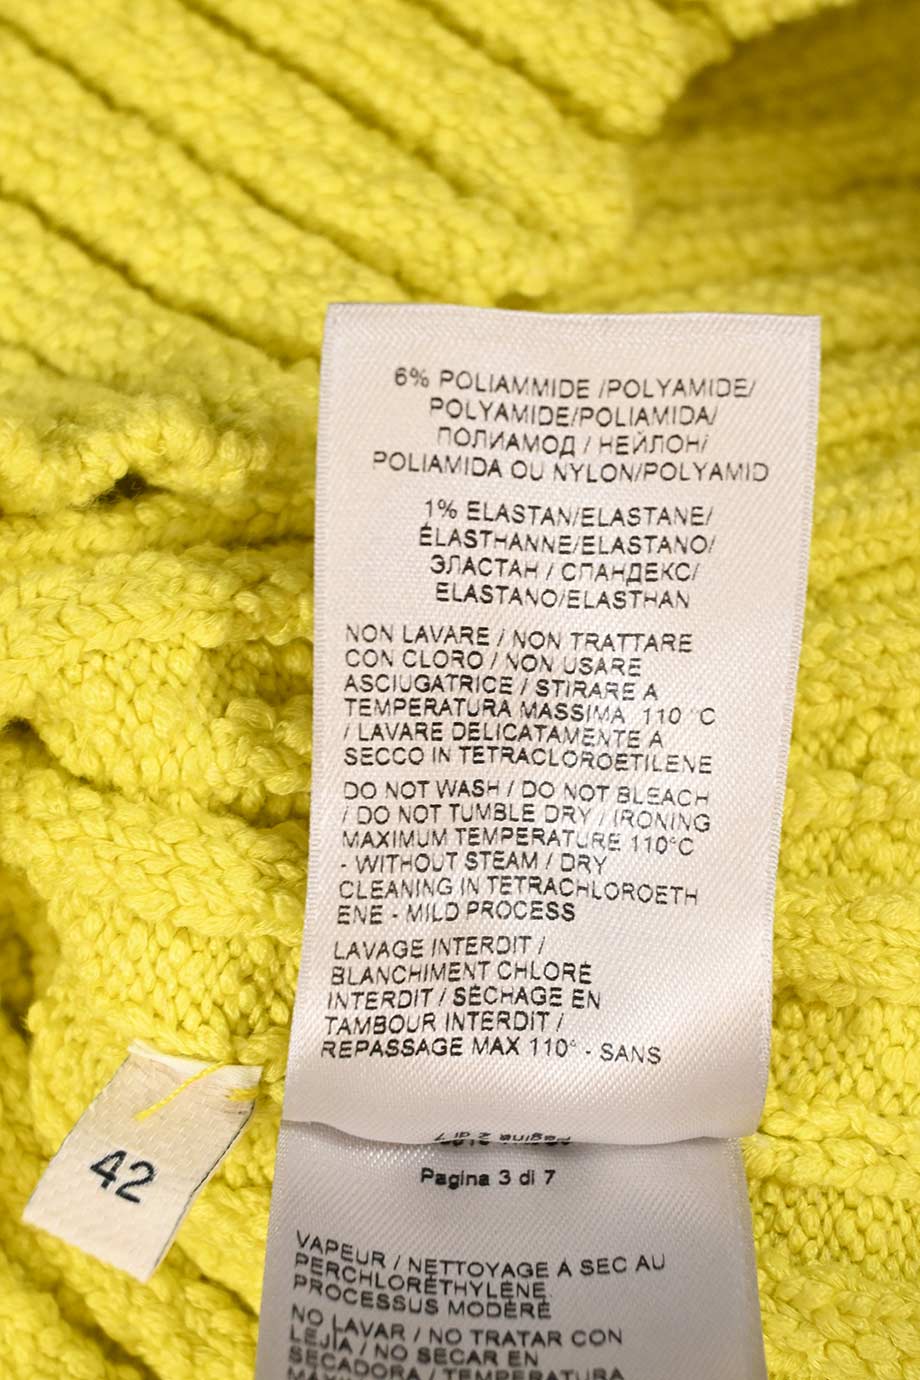 6% POLIAMMIDE /POLYAMIDE/
POLYAMIDE/POLIAMIDA/
ПОЛИАМОД / НЕЙЛОН/
POLIAMIDA OU NYLON/POLYAMID
1% ELASTAN/ELASTANE/
ÉLASTHANNE/ELASTANO/
ЭЛАСТАН / СПАНДЕКС/
ELASTANO/ELASTHAN
NON LAVARE / NON TRATTARE
CON CLORO / NON USARE
ASCIUGATRICE / STIRARE A
TEMPERATURA MASSIMA 110 °C
/ LAVARE DELICATAMENTE A
SECCO IN TETRACLOROETILENE
DO NOT WASH / DO NOT BLEACH
/ DO NOT TUMBLE DRY / IRONING
MAXIMUM TEMPERATURE 110°C
- WITHOUT STEAM / DRY
CLEANING IN TETRACHLOROETH
ENE - MILD PROCESS
LAVAGE INTERDIT /
BLANCHIMENT CHLORÉ
INTERDIT / SÉCHAGE EN
TAMBOUR INTERDIT /
REPASSAGE MAX 110° - SANS
42
Pagina 2 di 7
Pagina 3 di 7
VAPEUR / NETTOYAGE A SEC AU
PERCHLORÉTHYLÈNE
PROCESSUS MODÉRÉ
NO LAVAR / NO TRATAR CON
LEJÍA / NO SECAR EN
SECADORA / TEMPERATURA